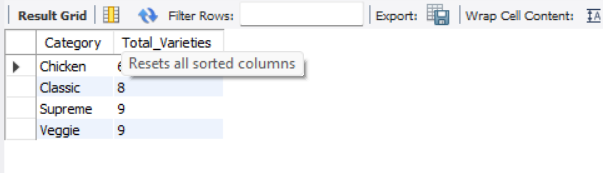 Result Grid Filter Rows: Export: Wrap Cell Content: IA
Category Total_Varieties
Chicken
Resets all sorted columns
Classic 8
Supreme 9
Veggie 9